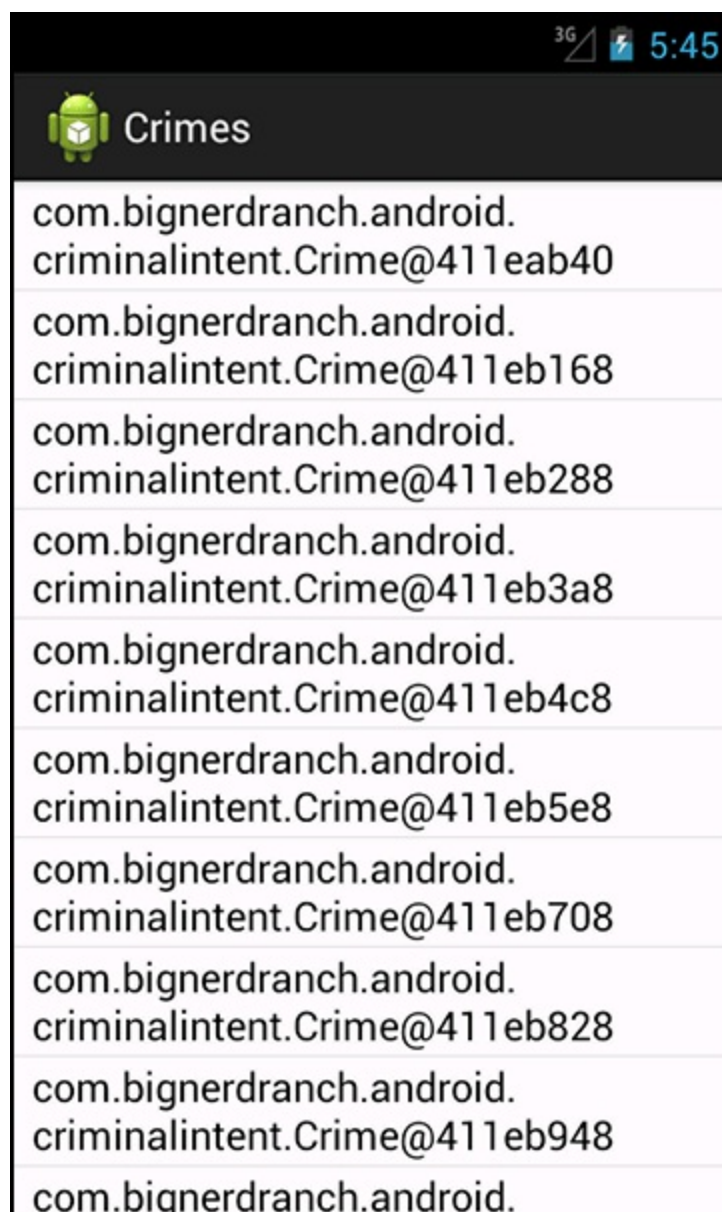 3G 5:45
Crimes
com.bignerdranch.android.
criminalintent.Crime@411eab40
com.bignerdranch.android.
criminalintent.Crime@411eb168
com.bignerdranch.android.
criminalintent.Crime@411eb288
com.bignerdranch.android.
criminalintent.Crime@411eb3a8
com.bignerdranch.android.
criminalintent.Crime@411eb4c8
com.bignerdranch.android.
criminalintent.Crime@411eb5e8
com.bignerdranch.android.
criminalintent.Crime@411eb708
com.bignerdranch.android.
criminalintent.Crime@411eb828
com.bignerdranch.android.
criminalintent.Crime@411eb948
com.bignerdranch.android.